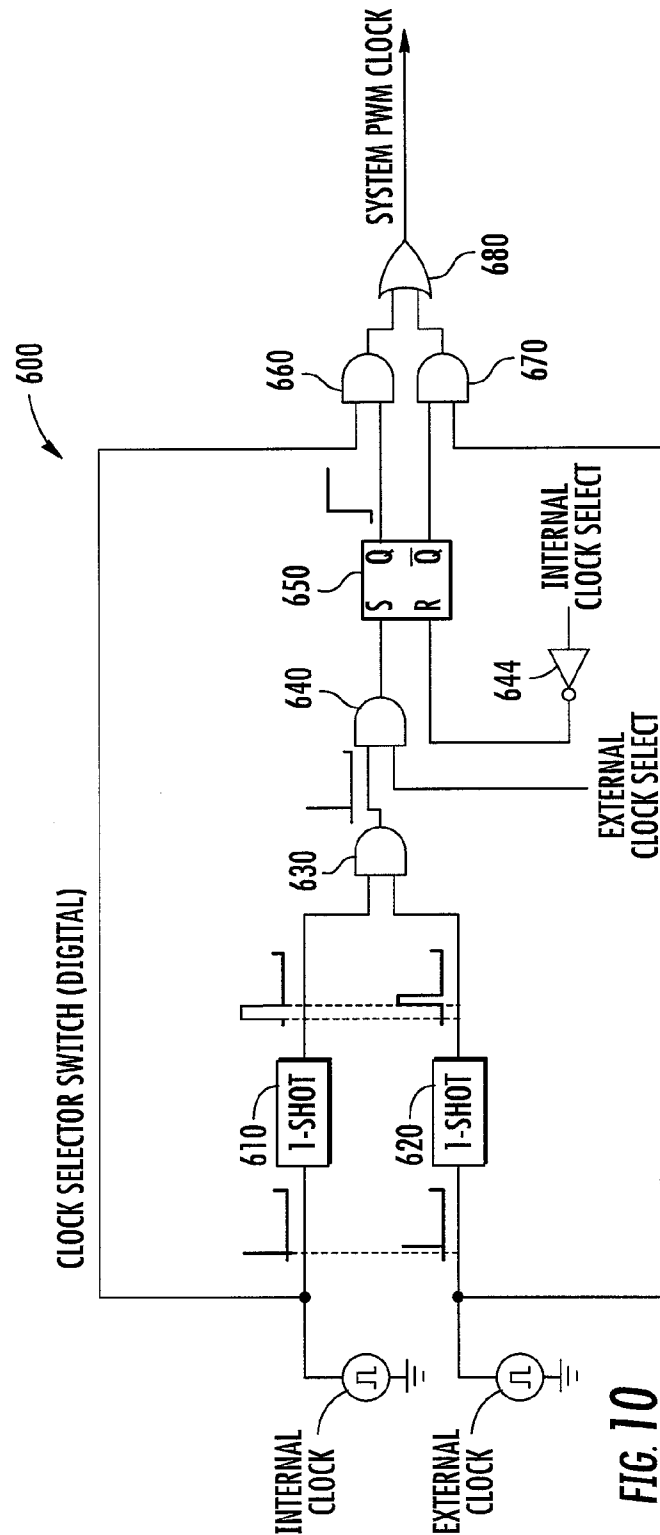 CLOCK SELECTOR SWITCH (DIGITAL)
600
INTERNAL
CLOCK
EXTERNAL
CLOCK
610
1-SHOT
620
1-SHOT
630
640
EXTERNAL
CLOCK SELECT
644
INTERNAL
CLOCK SELECT
650
S Q
R Q̅
660
670
680
SYSTEM PWM CLOCK
FIG. 10